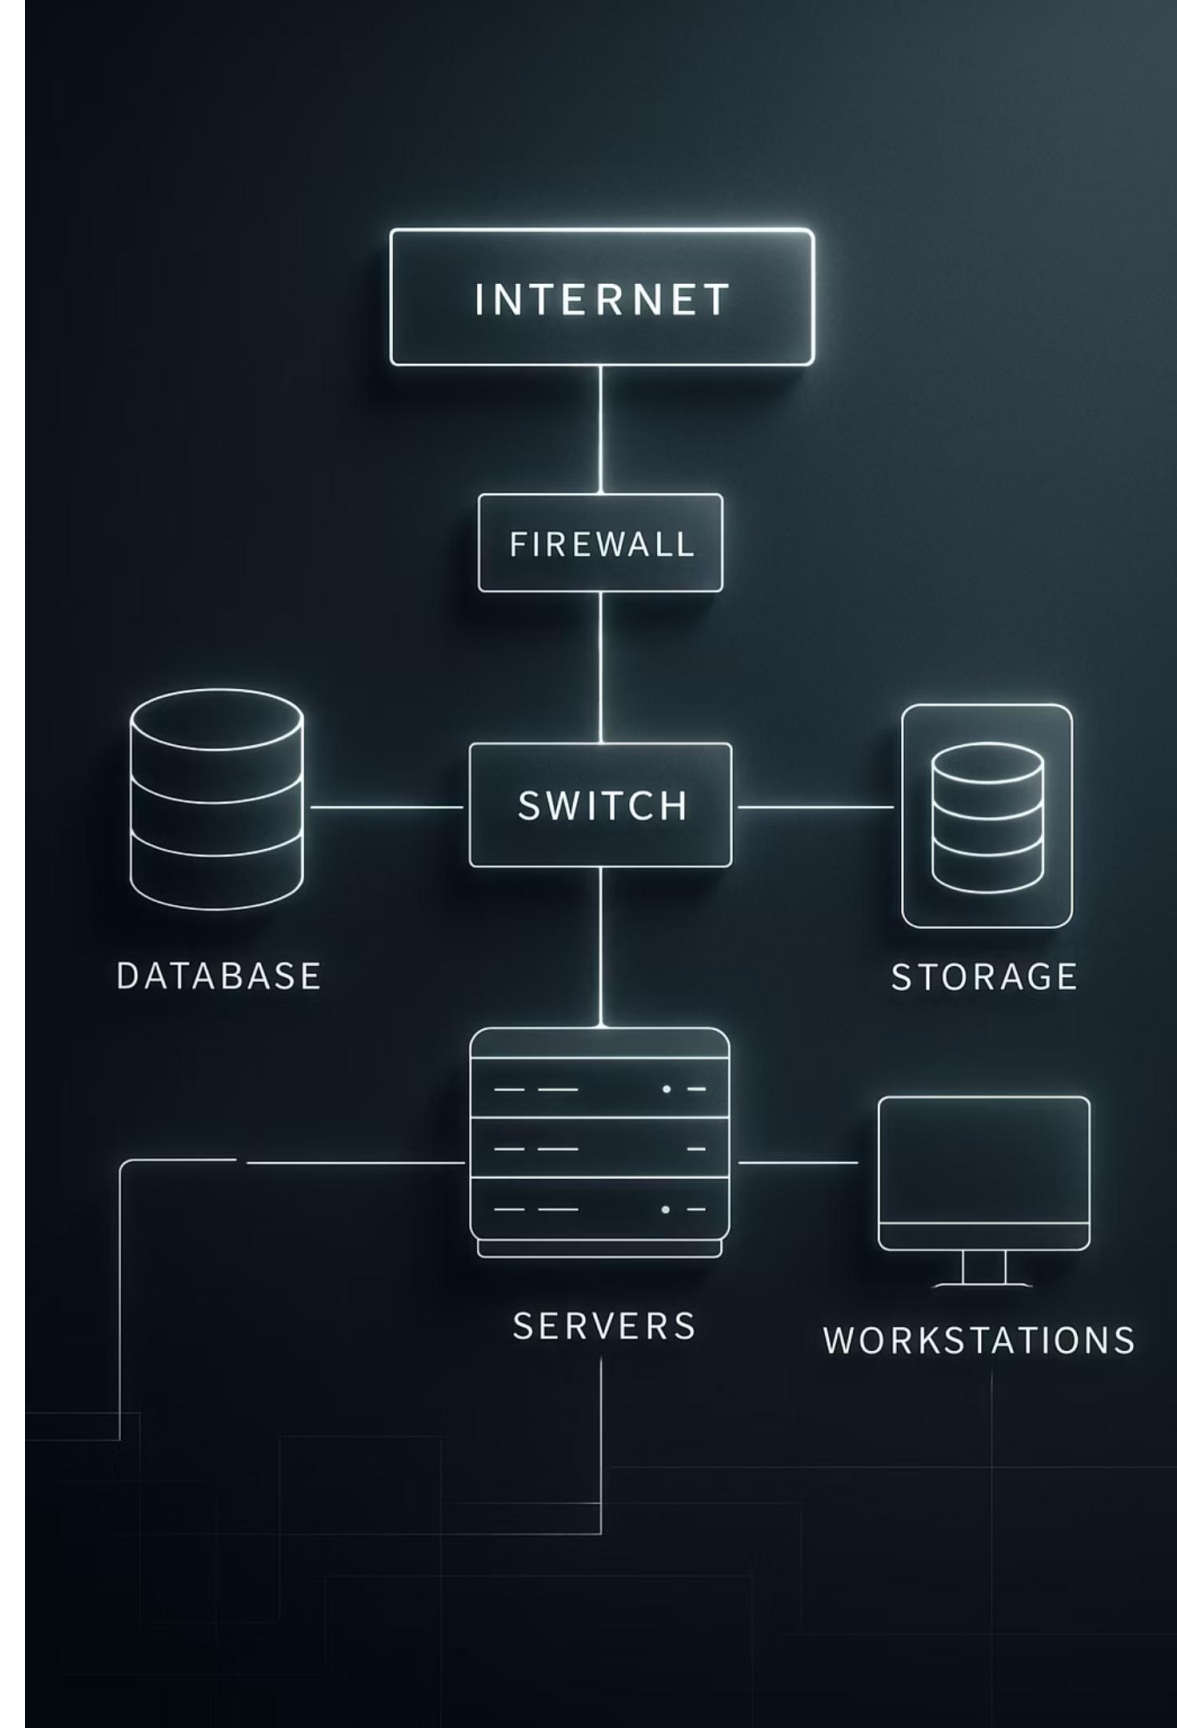 INTERNET
FIREWALL
SWITCH
DATABASE
STORAGE
SERVERS
WORKSTATIONS